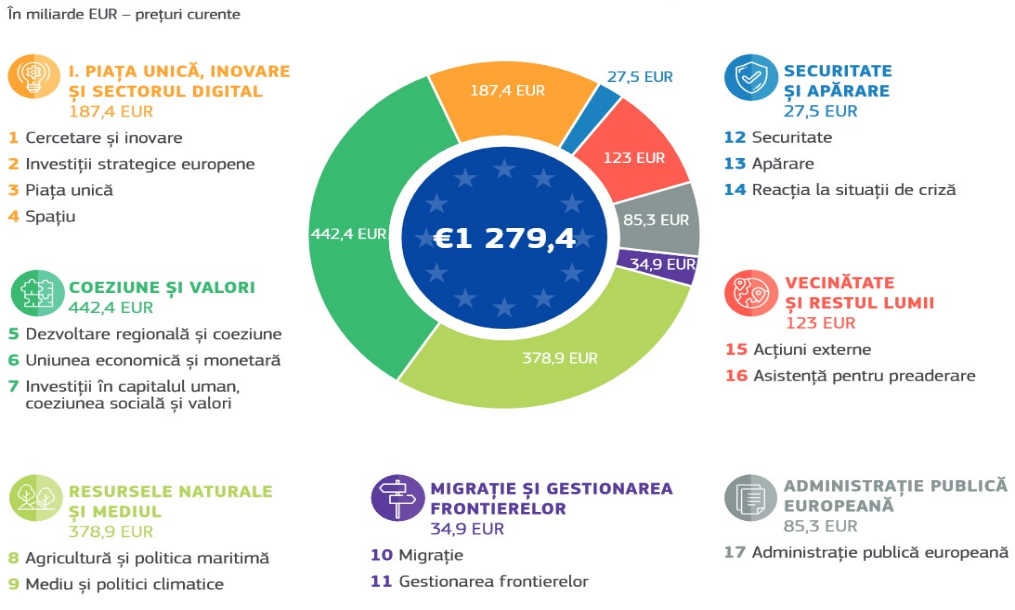 În miliarde EUR – prețuri curente
I. PIAȚA UNICĂ, INOVARE
ȘI SECTORUL DIGITAL
187,4 EUR
1 Cercetare și inovare
2 Investiții strategice europene
3 Piața unică
4 Spațiu
COEZIUNE ȘI VALORI
442,4 EUR
5 Dezvoltare regională și coeziune
6 Uniunea economică și monetară
7 Investiții în capitalul uman,
coeziunea socială și valori
187,4 EUR
27,5 EUR
123 EUR
85,3 EUR
34,9 EUR
378,9 EUR
442,4 EUR
€1 279,4
SECURITATE
ȘI APĂRARE
27,5 EUR
12 Securitate
13 Apărare
14 Reacția la situații de criză
VECINĂTATE
ȘI RESTUL LUMII
123 EUR
15 Acțiuni externe
16 Asistență pentru preaderare
RESURSELE NATURALE
ȘI MEDIUL
378,9 EUR
8 Agricultură și politica maritimă
9 Mediu și politici climatice
MIGRAȚIE ȘI GESTIONAREA
FRONTIERELOR
34,9 EUR
10 Migrație
11 Gestionarea frontierelor
ADMINISTRAȚIE PUBLICĂ
EUROPEANĂ
85,3 EUR
17 Administrație publică europeană